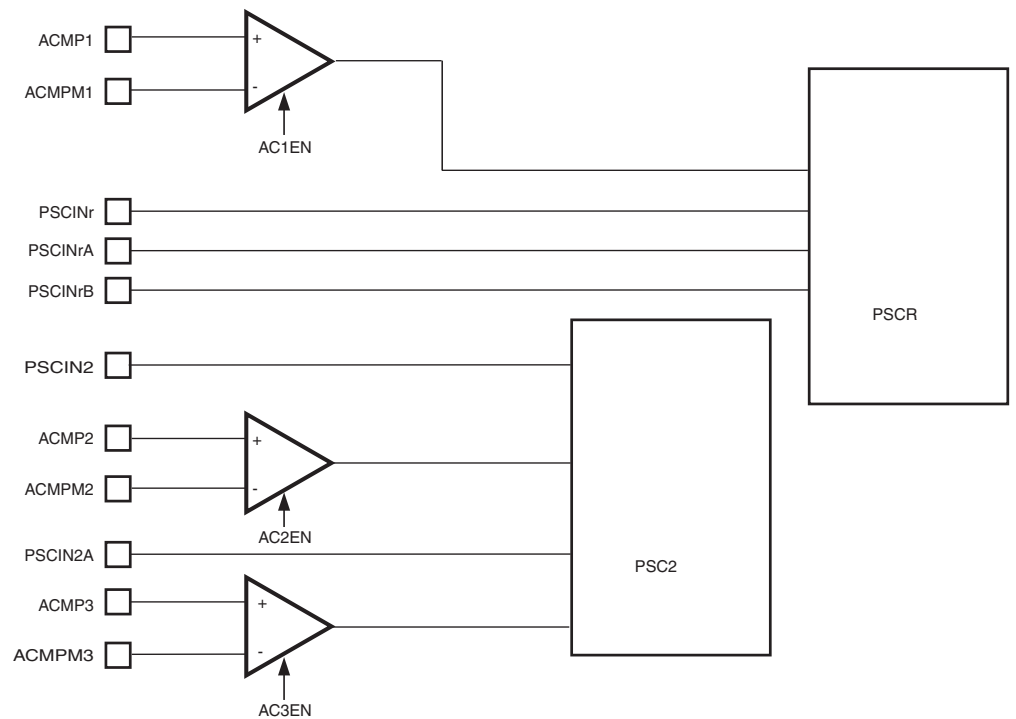 ACMP1
+
ACMPM1
-
AC1EN
PSCINr
PSCINrA
PSCINrB
PSCR
PSCIN2
ACMP2
+
ACMPM2
-
AC2EN
PSCIN2A
PSC2
ACMP3
+
ACMPM3
-
AC3EN